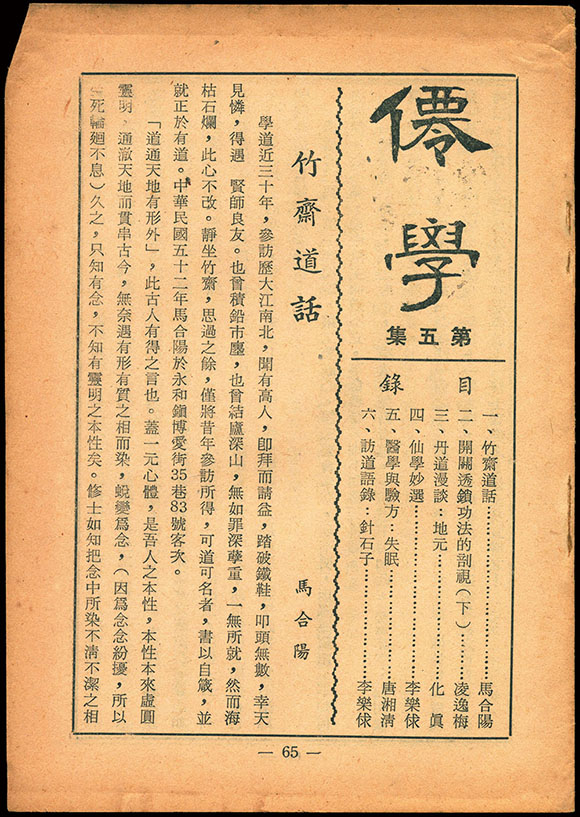 僊學
第五集
目錄
一、竹齋道話……………………馬合陽
二、開關透鎖功法的剖視(下)………凌逸梅
三、丹道漫談:地元………………化 眞
四、仙學妙選……………………李樂俅
五、醫學與驗方:失眠……………唐湘清
六、訪道語錄:針石子……………李樂俅
竹齋道話
馬合陽
學道近三十年,參訪歷大江南北,聞有高人,卽拜而請益,踏破鐵鞋,叩頭無數,幸天
見憐,得遇 賢師良友。也曾積鉛市廛,也曾結廬深山,無如罪深孽重,一無所就,然而海
枯石爛,此心不改。靜坐竹齋,思過之餘,僅將昔年參訪所得,可道可名者,書以自箴,並
就正於有道。中華民國五十二年馬合陽於永和鎭博愛街35巷83號客次。
「道通天地有形外」,此古人有得之言也。蓋一元心體,是吾人之本性,本性本來虛圓
靈明,通澈天地而貫串古今,無奈遇有形有質之相而染,蛻變爲念,(因爲念念紛擾,所以
死輪廻不息)久之,只知有念,不知有靈明之本性矣。修士如知把念中所染不淸不潔之相
— 65 —